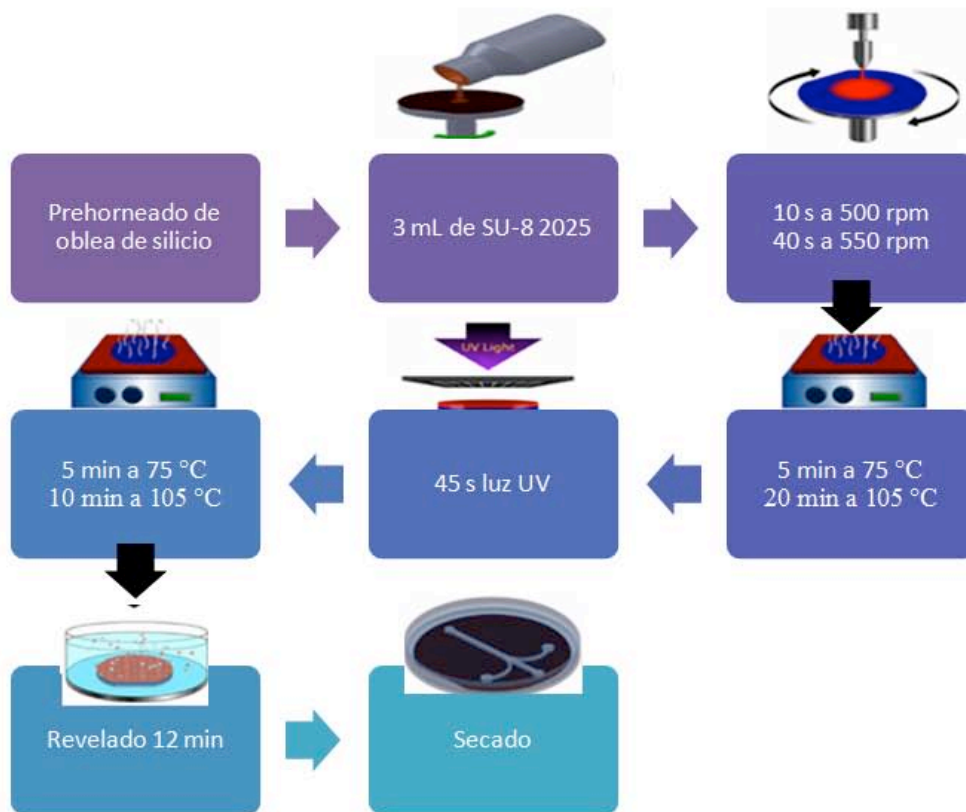 Prehorneado de
oblea de silicio
3 mL de SU-8 2025
10 s a 500 rpm
40 s a 550 rpm
5 min a 75 °C
20 min a 105 °C
UV Light
45 s luz UV
5 min a 75 °C
10 min a 105 °C
Revelado 12 min
Secado